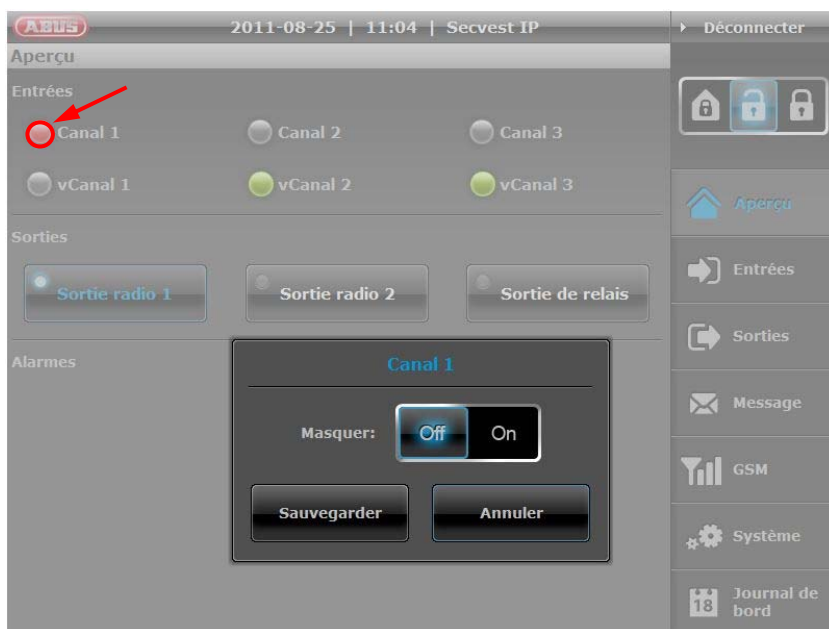 ABUS 2011-08-25 | 11:04 | Secvest IP Déconnecter
Aperçu
Entrées
Canal 1 Canal 2 Canal 3
vCanal 1 vCanal 2 vCanal 3
Sorties
Sortie radio 1 Sortie radio 2 Sortie de relais
Alarmes
Canal 1
Masquer: Off On
Sauvegarder Annuler
Aperçu
Entrées
Sorties
Message
GSM
Système
18 Journal de
bord